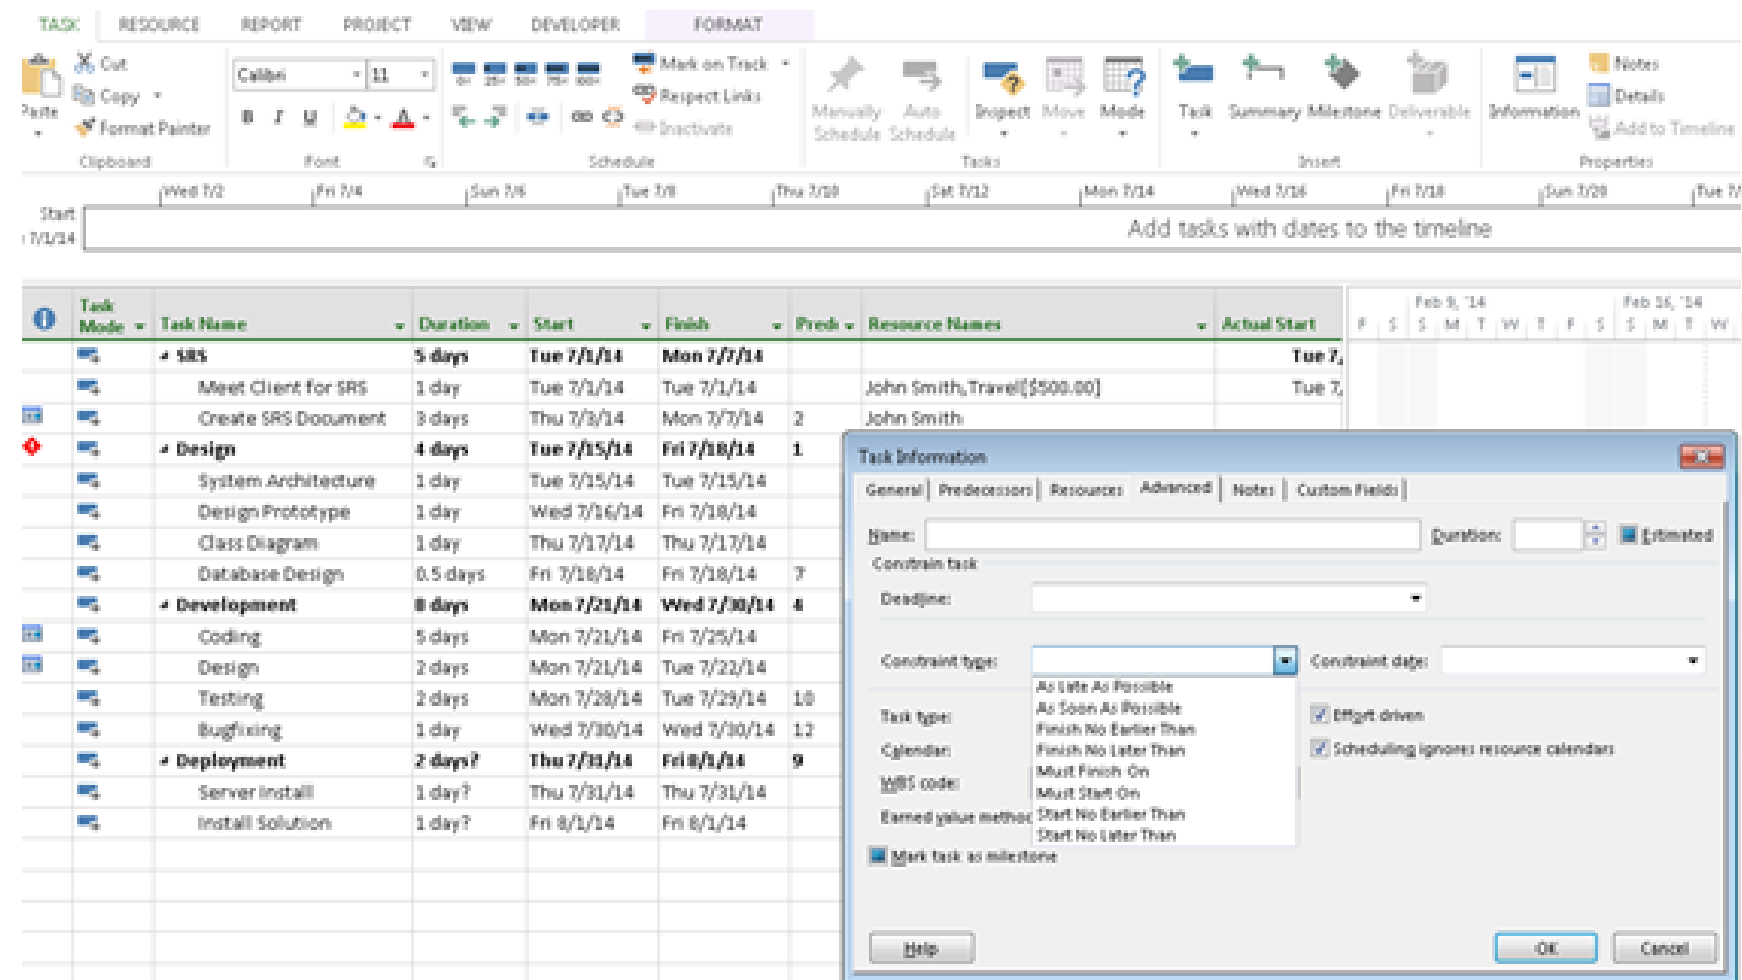 TASK RESOURCE REPORT PROJECT VIEW DEVELOPER FORMAT
Cut
Copy
Format Painter
Paste
Clipboard
Calibri 11
B I U A
Font
0% 25% 50% 75% 100%
Mark on Track
Respect Links
Inactivate
Schedule
Manually Schedule
Auto Schedule
Inspect
Move
Mode
Tasks
Task
Summary
Milestone
Deliverable
Insert
Information
Notes
Details
Add to Timeline
Properties
Wed 7/2 Fri 7/4 Sun 7/6 Tue 7/8 Thu 7/10 Sat 7/12 Mon 7/14 Wed 7/16 Fri 7/18 Sun 7/20 Tue 7/
Start
7/1/14
Add tasks with dates to the timeline
Task Mode Task Name Duration Start Finish Pred Resource Names Actual Start
Feb 9, '14 Feb 16, '14
F S S M T W T F S S M T W
SRS 5 days Tue 7/1/14 Mon 7/7/14 Tue 7/
Meet Client for SRS 1 day Tue 7/1/14 Tue 7/1/14 John Smith,Travel[$500.00] Tue 7/
Create SRS Document 3 days Thu 7/3/14 Mon 7/7/14 2 John Smith
Design 4 days Tue 7/15/14 Fri 7/18/14 1
System Architecture 1 day Tue 7/15/14 Tue 7/15/14
Design Prototype 1 day Wed 7/16/14 Fri 7/18/14
Class Diagram 1 day Thu 7/17/14 Thu 7/17/14
Database Design 0.5 days Fri 7/18/14 Fri 7/18/14 7
Development 8 days Mon 7/21/14 Wed 7/30/14 4
Coding 5 days Mon 7/21/14 Fri 7/25/14
Design 2 days Mon 7/21/14 Tue 7/22/14
Testing 2 days Mon 7/28/14 Tue 7/29/14 10
Bugfixing 1 day Wed 7/30/14 Wed 7/30/14 12
Deployment 2 days? Thu 7/31/14 Fri 8/1/14 9
Server Install 1 day? Thu 7/31/14 Thu 7/31/14
Install Solution 1 day? Fri 8/1/14 Fri 8/1/14
Task Information
General Predecessors Resources Advanced Notes Custom Fields
Name: Duration: Estimated
Constrain task
Deadline:
Constraint type: Constraint date:
As Late As Possible
As Soon As Possible
Finish No Earlier Than
Finish No Later Than
Must Finish On
Must Start On
Start No Earlier Than
Start No Later Than
Task type: Effort driven
Calendar: Scheduling ignores resource calendars
WBS code:
Earned value method
Mark task as milestone
Help OK Cancel